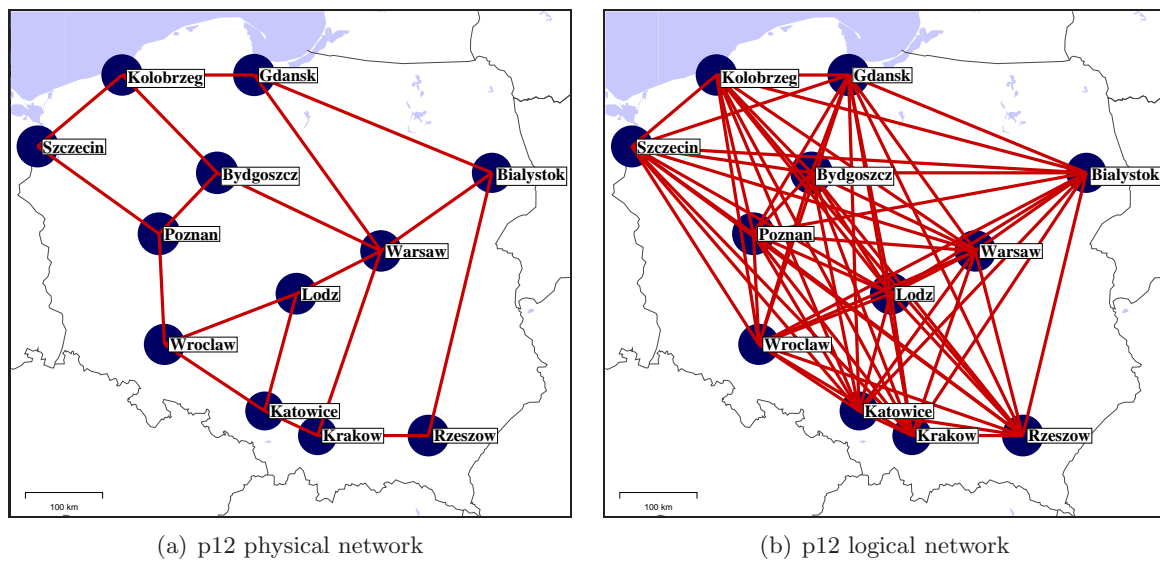 Kolobrzeg
Gdansk
Szczecin
Bydgoszcz
Bialystok
Poznan
Warsaw
Lodz
Wroclaw
Katowice
Krakow
Rzeszow
100 km
(a) p12 physical network
Kolobrzeg
Gdansk
Szczecin
Bydgoszcz
Bialystok
Poznan
Warsaw
Lodz
Wroclaw
Katowice
Krakow
Rzeszow
100 km
(b) p12 logical network